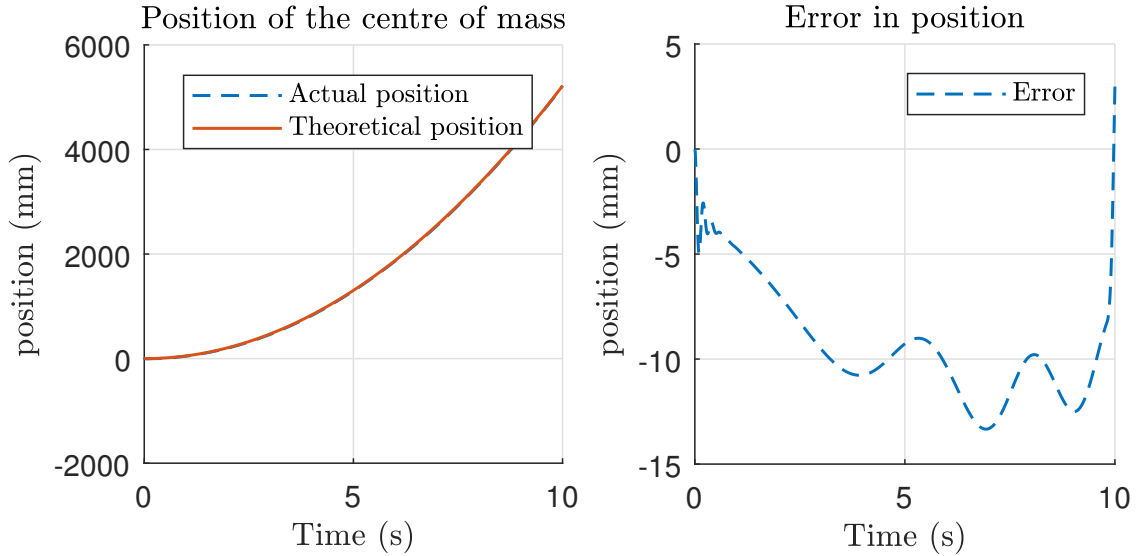 Position of the centre of mass
6000
4000
2000
0
-2000
position (mm)
Actual position
Theoretical position
0
5
10
Time (s)
Error in position
5
0
-5
-10
-15
position (mm)
Error
0
5
10
Time (s)